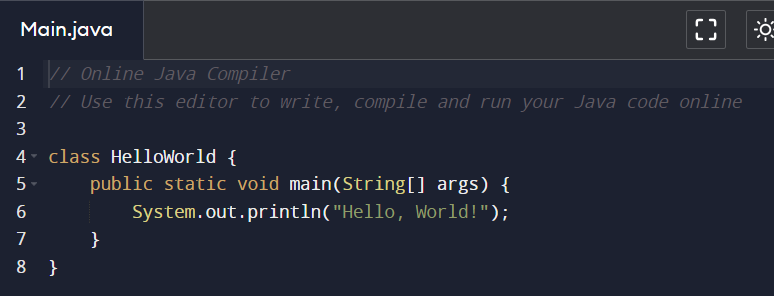 Main.java
1 // Online Java Compiler
2 // Use this editor to write, compile and run your Java code online
3
4 class HelloWorld {
5     public static void main(String[] args) {
6         System.out.println("Hello, World!");
7     }
8 }